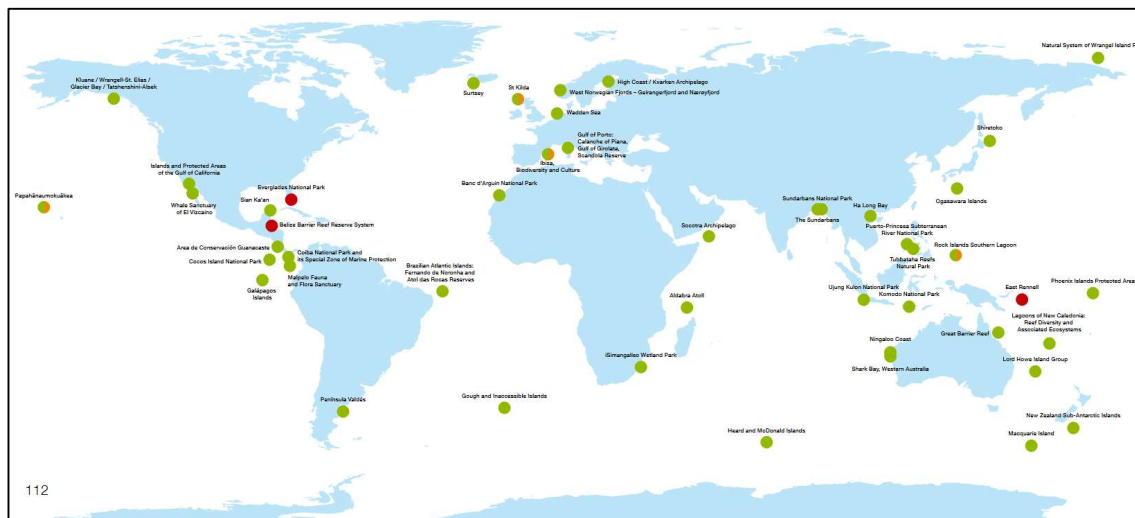 Natural System of Wrangel Island R
Kluane / Wrangell-St. Elias /
Glacier Bay / Tatshenshini-Alsek
Surtsey
St Kilda
High Coast / Kvarken Archipelago
West Norwegian Fjords – Geirangerfjord and Nærøyfjord
Wadden Sea
Gulf of Porto:
Calanche of Piana,
Gulf of Girolata,
Scandola Reserve
Ibiza,
Biodiversity and Culture
Shiretoko
Islands and Protected Areas
of the Gulf of California
Everglades National Park
Banc d'Arguin National Park
Sundarbans National Park
Ha Long Bay
Ogasawara Islands
Papahānaumokuākea
Whale Sanctuary
of El Vizcaino
Sian Ka'an
The Sundarbans
Belize Barrier Reef Reserve System
Socotra Archipelago
Puerto-Princesa Subterranean
River National Park
Rock Islands Southern Lagoon
Area de Conservación Guanacaste
Coiba National Park and
its Special Zone of Marine Protection
Tubbataha Reefs
Natural Park
Cocos Island National Park
Malpelo Fauna
and Flora Sanctuary
Brazilian Atlantic Islands:
Fernando de Noronha and
Atol das Rocas Reserves
Galápagos
Islands
Aldabra Atoll
Ujung Kulon National Park
Komodo National Park
East Rennell
Phoenix Islands Protected Area
Lagoons of New Caledonia:
Reef Diversity and
Associated Ecosystems
Great Barrier Reef
Ningaloo Coast
Shark Bay, Western Australia
Lord Howe Island Group
iSimangaliso Wetland Park
Península Valdés
Gough and Inaccessible Islands
Heard and McDonald Islands
New Zealand Sub-Antarctic Islands
Macquarie Island
112